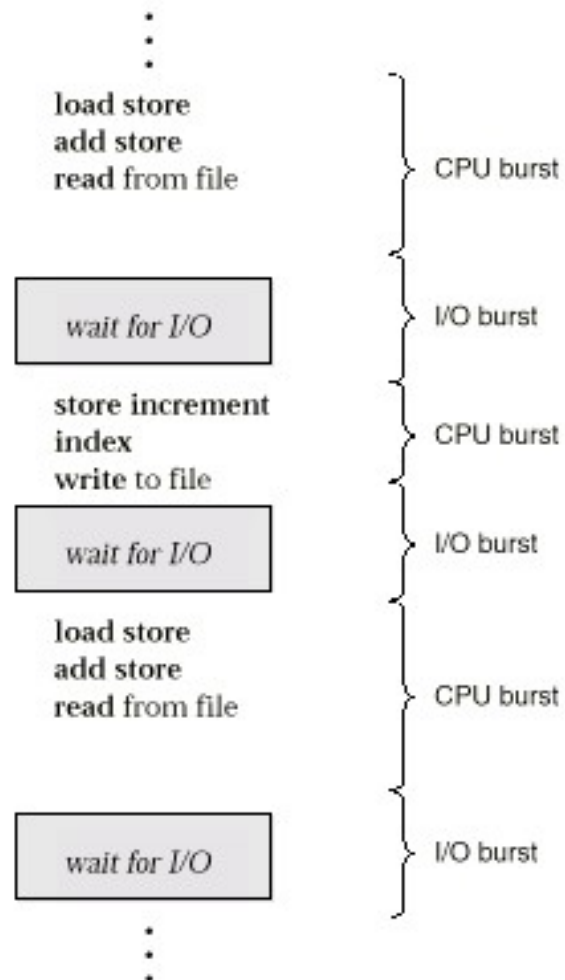 load store
add store
read from file
CPU burst
wait for I/O
I/O burst
store increment
index
write to file
CPU burst
wait for I/O
I/O burst
load store
add store
read from file
CPU burst
wait for I/O
I/O burst